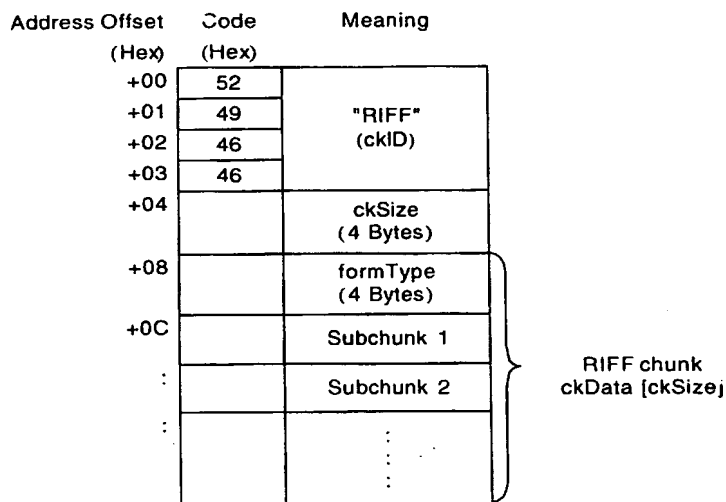 Address Offset Code Meaning
(Hex) (Hex)
+00 52
+01 49 "RIFF"
+02 46 (ckID)
+03 46
+04 ckSize
(4 Bytes)
+08 formType
(4 Bytes)
+0C Subchunk 1
: Subchunk 2
:
RIFF chunk
ckData [ckSize]